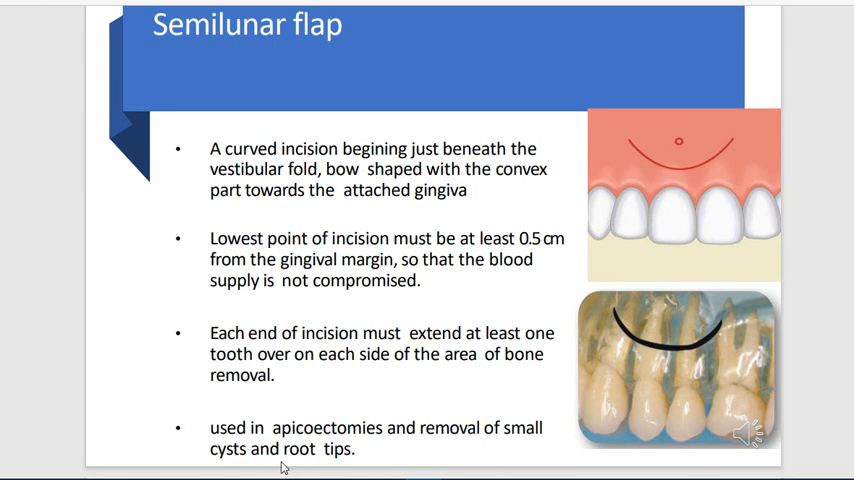 Semilunar flap
• A curved incision begining just beneath the
vestibular fold, bow shaped with the convex
part towards the attached gingiva
• Lowest point of incision must be at least 0.5 cm
from the gingival margin, so that the blood
supply is not compromised.
• Each end of incision must extend at least one
tooth over on each side of the area of bone
removal.
• used in apicoectomies and removal of small
cysts and root tips.